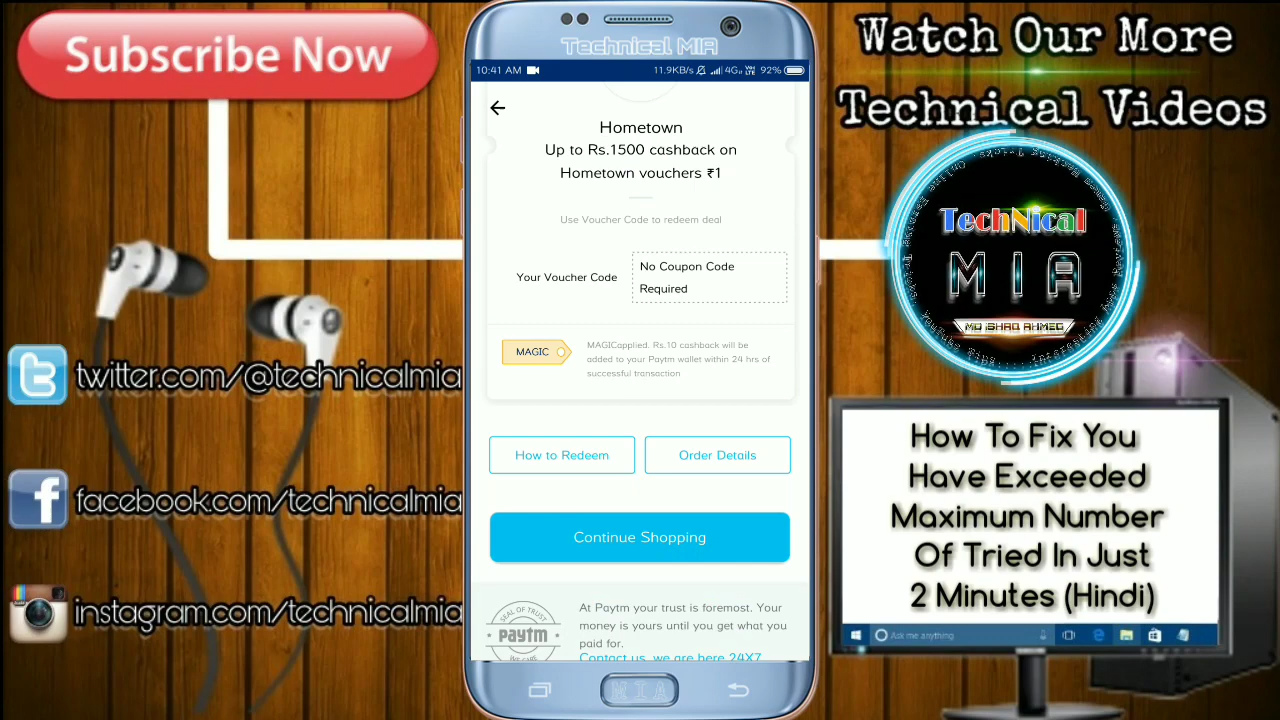 Subscribe Now
twitter.com/@technicalmia
facebook.com/technicalmia
instagram.com/technicalmia
Technical MIA
10:41 AM
11.9KB/s 4G VoLTE 92%
Hometown
Up to Rs.1500 cashback on
Hometown vouchers ₹1
Use Voucher Code to redeem deal
Your Voucher Code
No Coupon Code
Required
MAGIC
MAGICapplied. Rs.10 cashback will be
added to your Paytm wallet within 24 hrs of
successful transaction
How to Redeem
Order Details
Continue Shopping
SEAL OF TRUST
paytm
At Paytm your trust is foremost. Your
money is yours until you get what you
paid for.
Contact us, we are here 24X7
MIA
Watch Our More
Technical Videos
TechNical
MIA
MD ISHAQ AHMED
How To Fix You
Have Exceeded
Maximum Number
Of Tried In Just
2 Minutes (Hindi)
Ask me anything